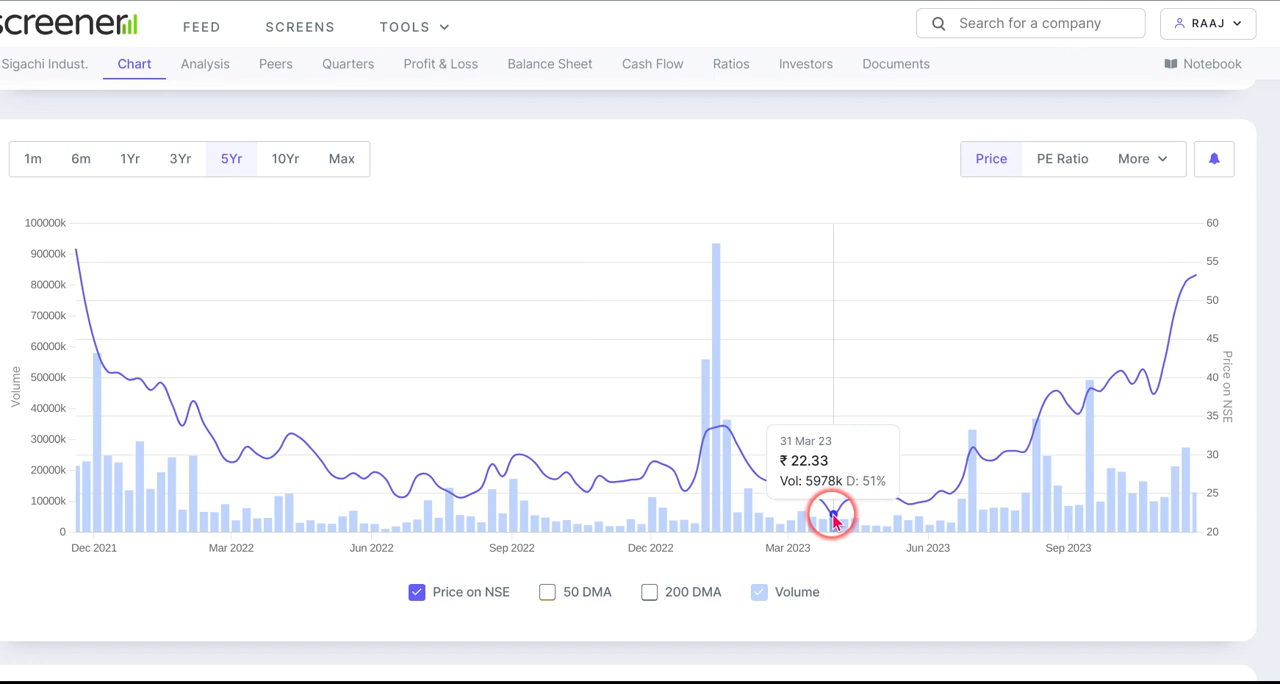 screener
FEED SCREENS TOOLS
Search for a company
RAAJ
Sigachi Indust. Chart Analysis Peers Quarters Profit & Loss Balance Sheet Cash Flow Ratios Investors Documents Notebook
1m 6m 1Yr 3Yr 5Yr 10Yr Max
Price PE Ratio More
100000k 60
90000k 55
80000k 50
70000k 45
60000k 40
50000k 35
40000k 30
30000k 25
20000k 20
10000k
0
Volume
Price on NSE
31 Mar 23
₹ 22.33
Vol: 5978k D: 51%
Dec 2021 Mar 2022 Jun 2022 Sep 2022 Dec 2022 Mar 2023 Jun 2023 Sep 2023
Price on NSE 50 DMA 200 DMA Volume